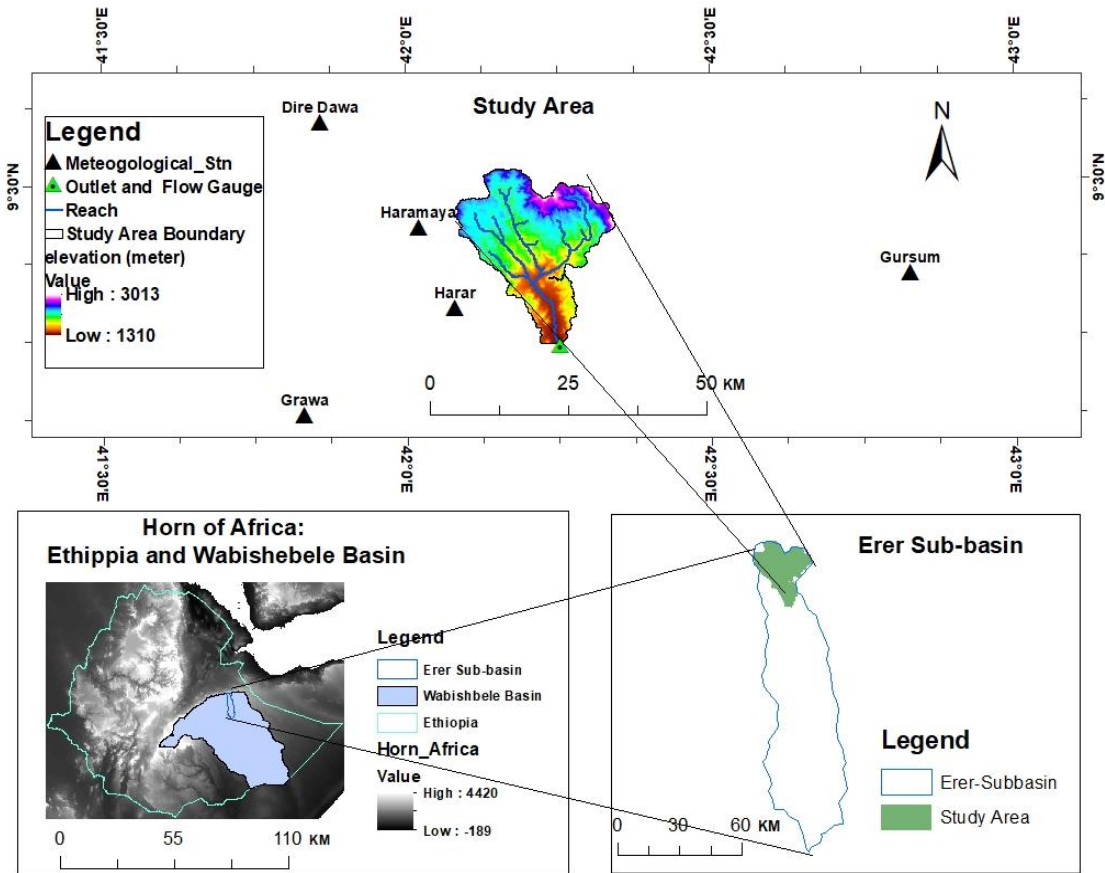 41°30'E
42°0'E
42°30'E
43°0'E
Study Area
N
Dire Dawa
Legend
Meteogological_Stn
Outlet and Flow Gauge
Reach
Study Area Boundary
elevation (meter)
Value
High : 3013
Low : 1310
9°30'N
9°30'N
Haramaya
Gursum
Harar
Grawa
0 25 50 KM
41°30'E
42°0'E
42°30'E
43°0'E
Horn of Africa:
Ethippia and Wabishebele Basin
Legend
Erer Sub-basin
Wabishbele Basin
Ethiopia
Horn_Africa
Value
High : 4420
Low : -189
0 55 110 KM
Erer Sub-basin
Legend
Erer-Subbasin
Study Area
0 30 60 KM